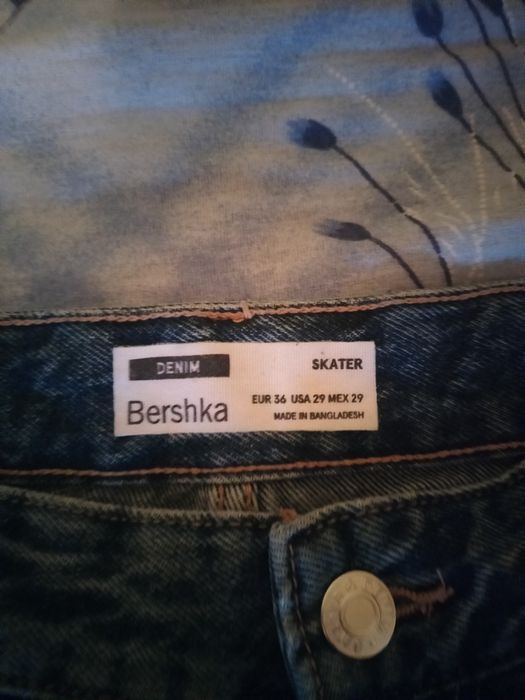 DENIM
SKATER
Bershka
EUR 36 USA 29 MEX 29
MADE IN BANGLADESH